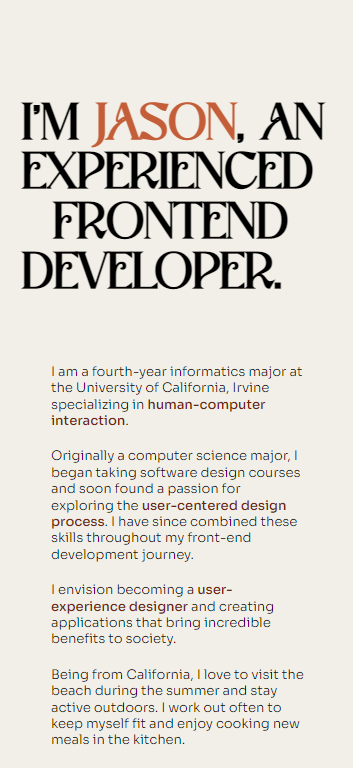 I'M JASON, AN
EXPERIENCED
FRONTEND
DEVELOPER.
I am a fourth-year informatics major at
the University of California, Irvine
specializing in human-computer
interaction.
Originally a computer science major, I
began taking software design courses
and soon found a passion for
exploring the user-centered design
process. I have since combined these
skills throughout my front-end
development journey.
I envision becoming a user-
experience designer and creating
applications that bring incredible
benefits to society.
Being from California, I love to visit the
beach during the summer and stay
active outdoors. I work out often to
keep myself fit and enjoy cooking new
meals in the kitchen.